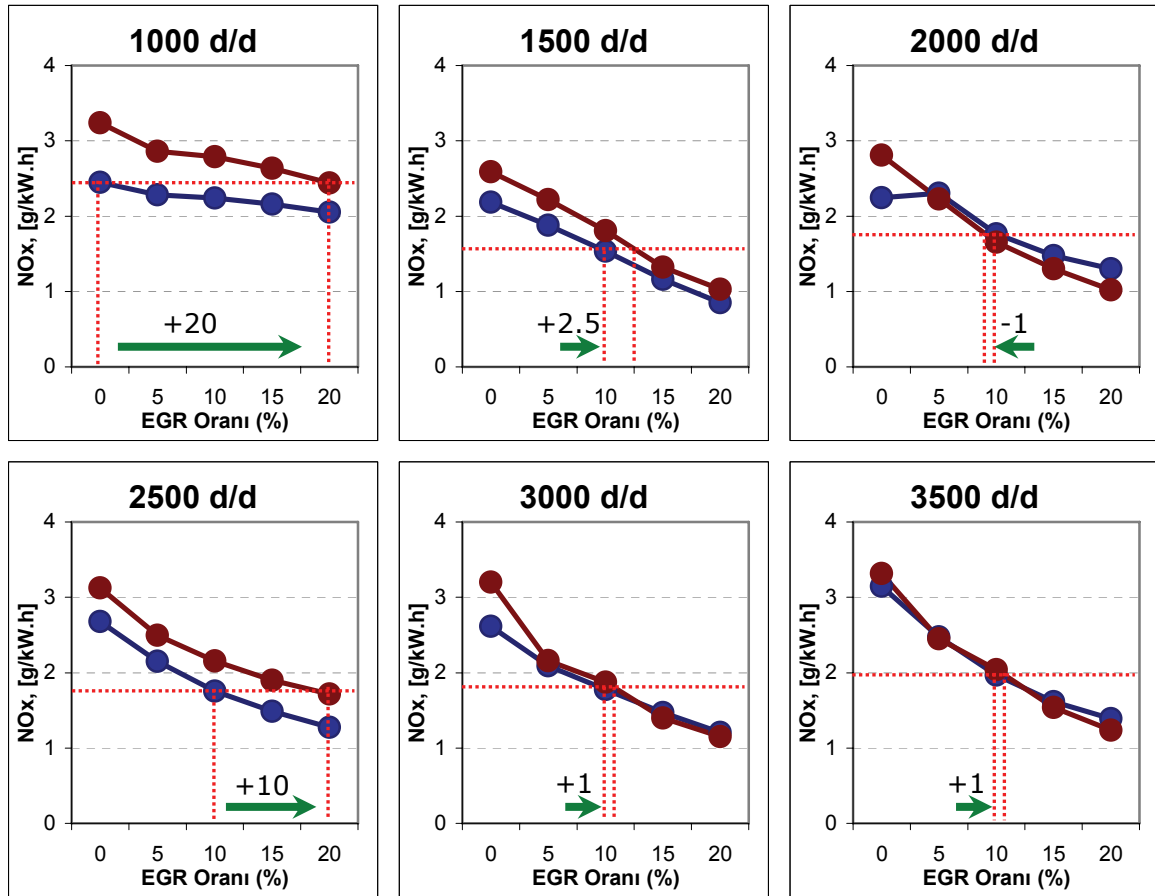 1000 d/d
NOx, [g/kW.h]
4
3
2
1
0
+20
0 5 10 15 20
EGR Oranı (%)
1500 d/d
NOx, [g/kW.h]
4
3
2
1
0
+2.5
0 5 10 15 20
EGR Oranı (%)
2000 d/d
NOx, [g/kW.h]
4
3
2
1
0
-1
0 5 10 15 20
EGR Oranı (%)
2500 d/d
NOx, [g/kW.h]
4
3
2
1
0
+10
0 5 10 15 20
EGR Oranı (%)
3000 d/d
NOx, [g/kW.h]
4
3
2
1
0
+1
0 5 10 15 20
EGR Oranı (%)
3500 d/d
NOx, [g/kW.h]
4
3
2
1
0
+1
0 5 10 15 20
EGR Oranı (%)